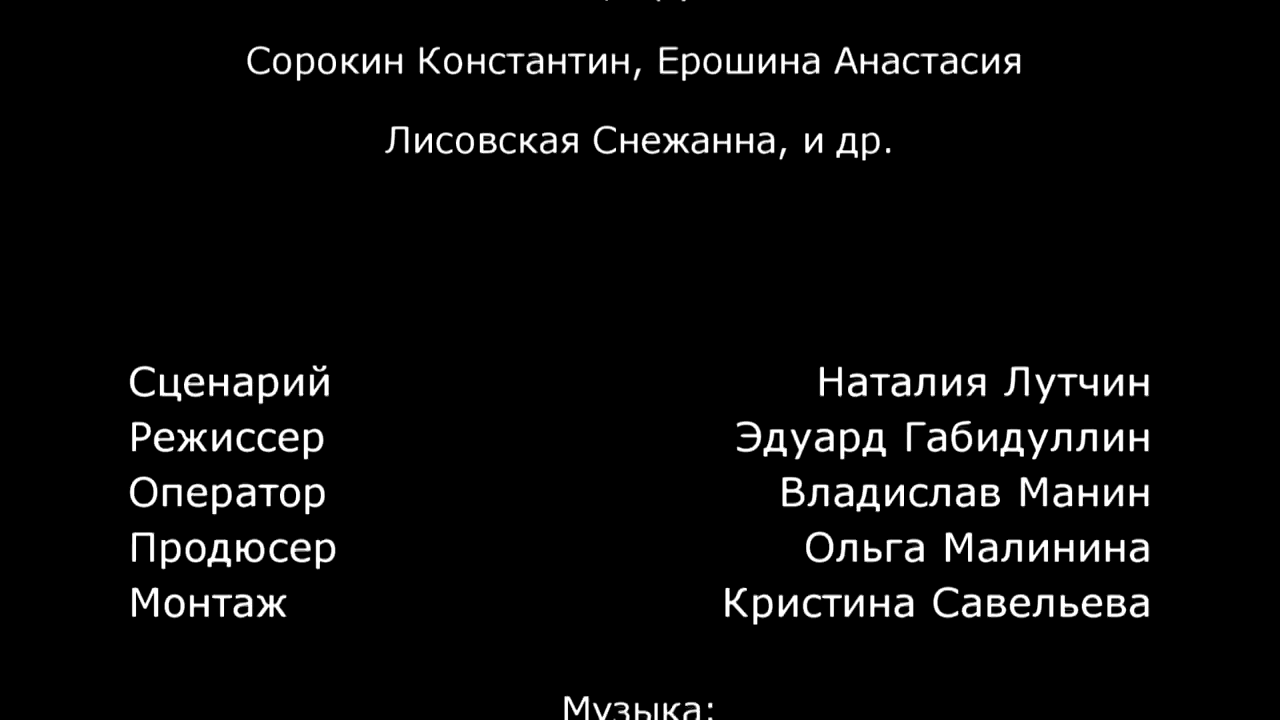 Сорокин Константин, Ерошина Анастасия
Лисовская Снежанна, и др.
Сценарий Наталия Лутчин
Режиссер Эдуард Габидуллин
Оператор Владислав Манин
Продюсер Ольга Малинина
Монтаж Кристина Савельева
Музыка: